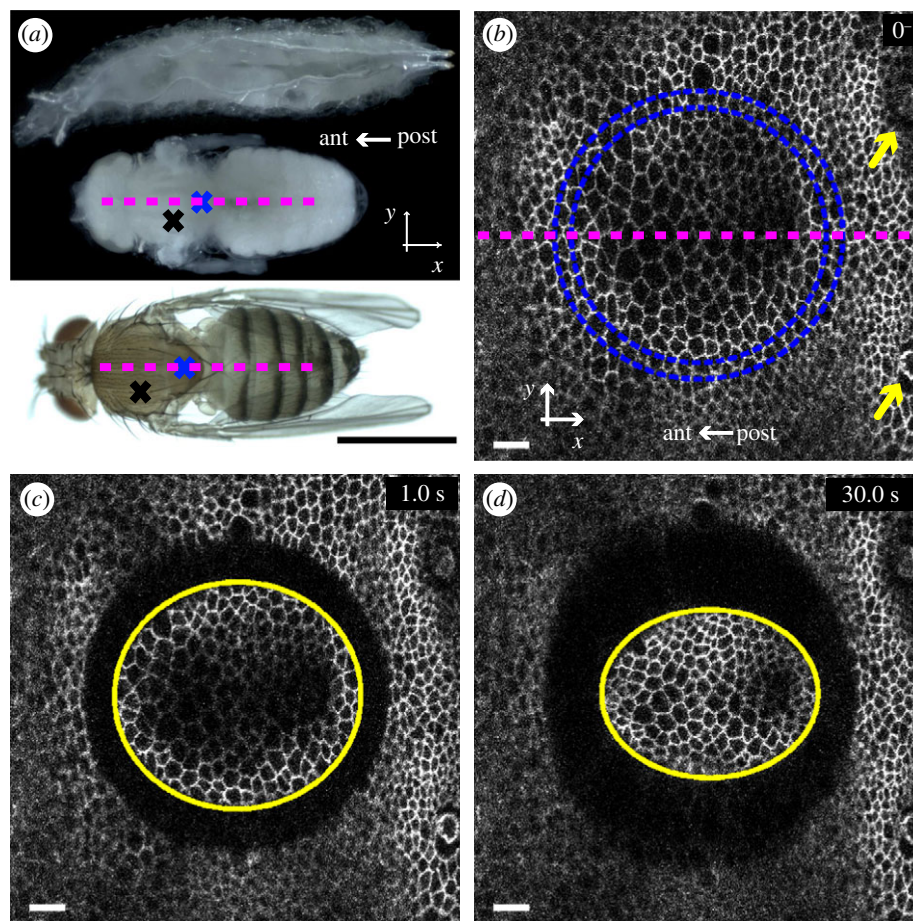 (a)
ant ← post
y
x
(b)
0⁻
y
x
ant ← post
(c)
1.0 s
(d)
30.0 s